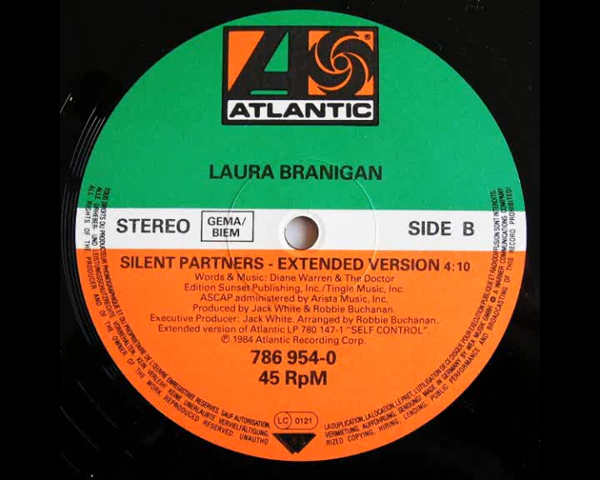 ATLANTIC
LAURA BRANIGAN
STEREO GEMA/ BIEM SIDE B
SILENT PARTNERS - EXTENDED VERSION 4:10
Words & Music: Diane Warren & The Doctor
Edition Sunset Publishing, Inc./Tingle Music, Inc.
ASCAP administered by Arista Music, Inc.
Produced by Jack White & Robbie Buchanan.
Executive Producer: Jack White. Arranged by Robbie Buchanan.
Extended version of Atlantic LP 780 147-1 "SELF CONTROL"
℗ 1984 Atlantic Recording Corp.
786 954-0
45 RpM
LC 0121